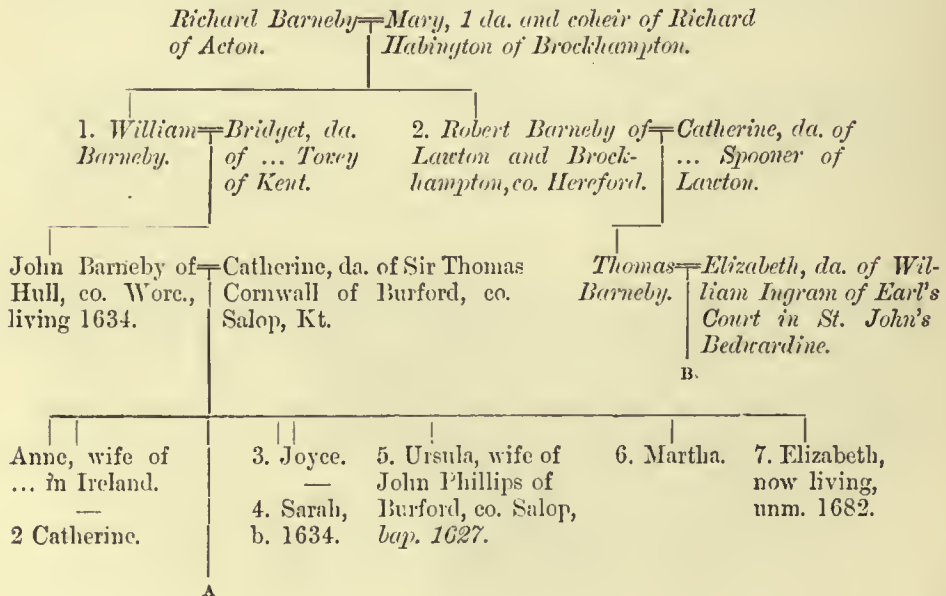 Richard Barneby Mary, 1 da. and coheir of Richard
of Acton. Habington of Brockhampton.
1. William Bridget, da.
Barneby. of ... Tovey
of Kent.
2. Robert Barneby of Catherine, da. of
Lawton and Brock- ... Spooner of
hampton, co. Hereford. Lawton.
John Barneby of Catherine, da. of Sir Thomas
Hull, co. Worc., Cornwall of Burford, co.
living 1634. Salop, Kt.
Thomas Elizabeth, da. of Wil-
Barneby. liam Ingram of Earl's
Court in St. John's
Bedwardine.
B.
Anne, wife of
... in Ireland.
—
2 Catherine.
A
3. Joyce.
—
4. Sarah,
b. 1634.
5. Ursula, wife of
John Phillips of
Burford, co. Salop,
bap. 1627.
6. Martha.
7. Elizabeth,
now living,
unm. 1682.